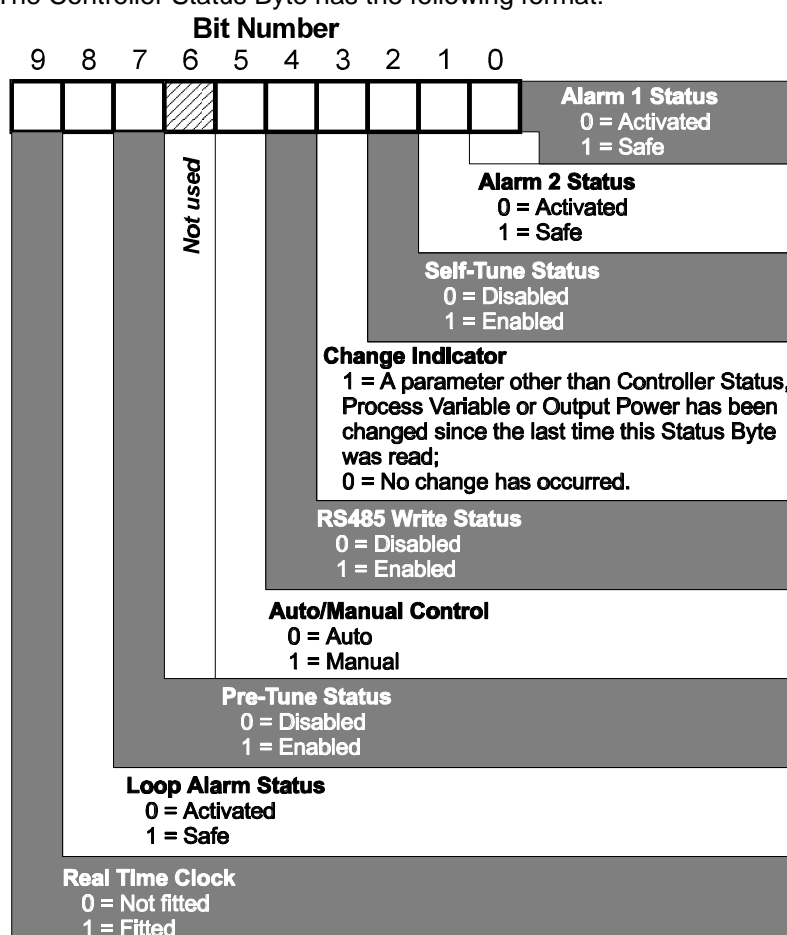 The Controller Status Byte has the following format:
Bit Number
9 8 7 6 5 4 3 2 1 0
Alarm 1 Status
0 = Activated
1 = Safe
Not used
Alarm 2 Status
0 = Activated
1 = Safe
Self-Tune Status
0 = Disabled
1 = Enabled
Change Indicator
1 = A parameter other than Controller Status,
Process Variable or Output Power has been
changed since the last time this Status Byte
was read;
0 = No change has occurred.
RS485 Write Status
0 = Disabled
1 = Enabled
Auto/Manual Control
0 = Auto
1 = Manual
Pre-Tune Status
0 = Disabled
1 = Enabled
Loop Alarm Status
0 = Activated
1 = Safe
Real Time Clock
0 = Not fitted
1 = Fitted